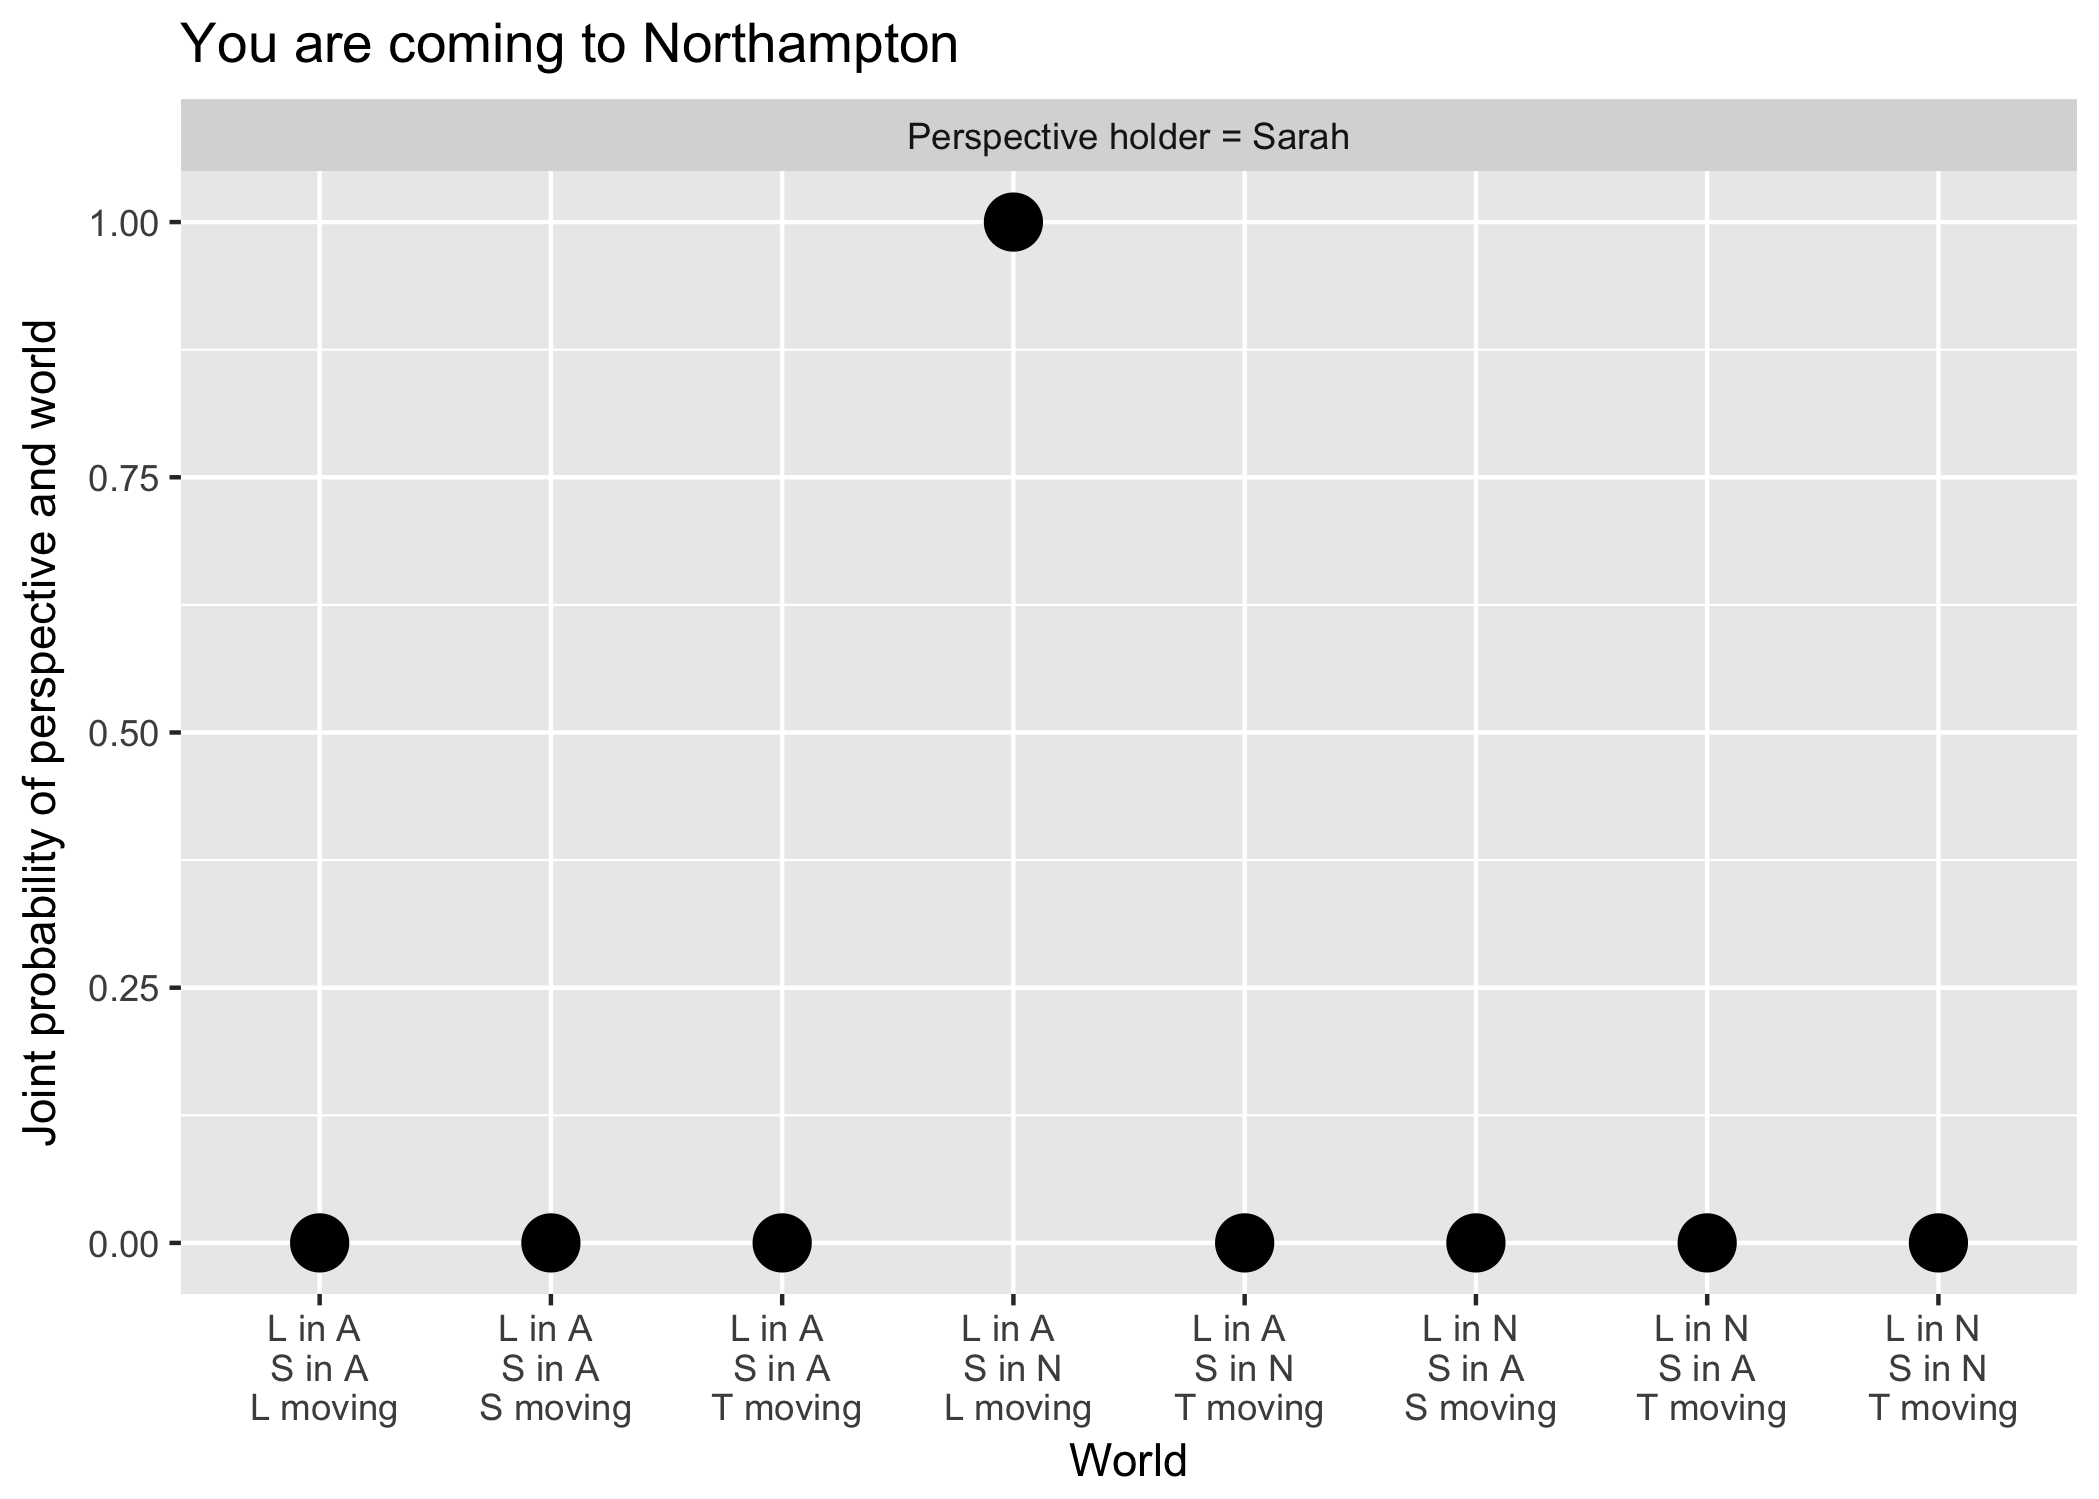 You are coming to Northampton
Perspective holder = Sarah
Joint probability of perspective and world
1.00
0.75
0.50
0.25
0.00
L in A
S in A
L moving
L in A
S in A
S moving
L in A
S in A
T moving
L in A
S in N
L moving
L in A
S in N
T moving
L in N
S in A
S moving
L in N
S in A
T moving
L in N
S in N
T moving
World